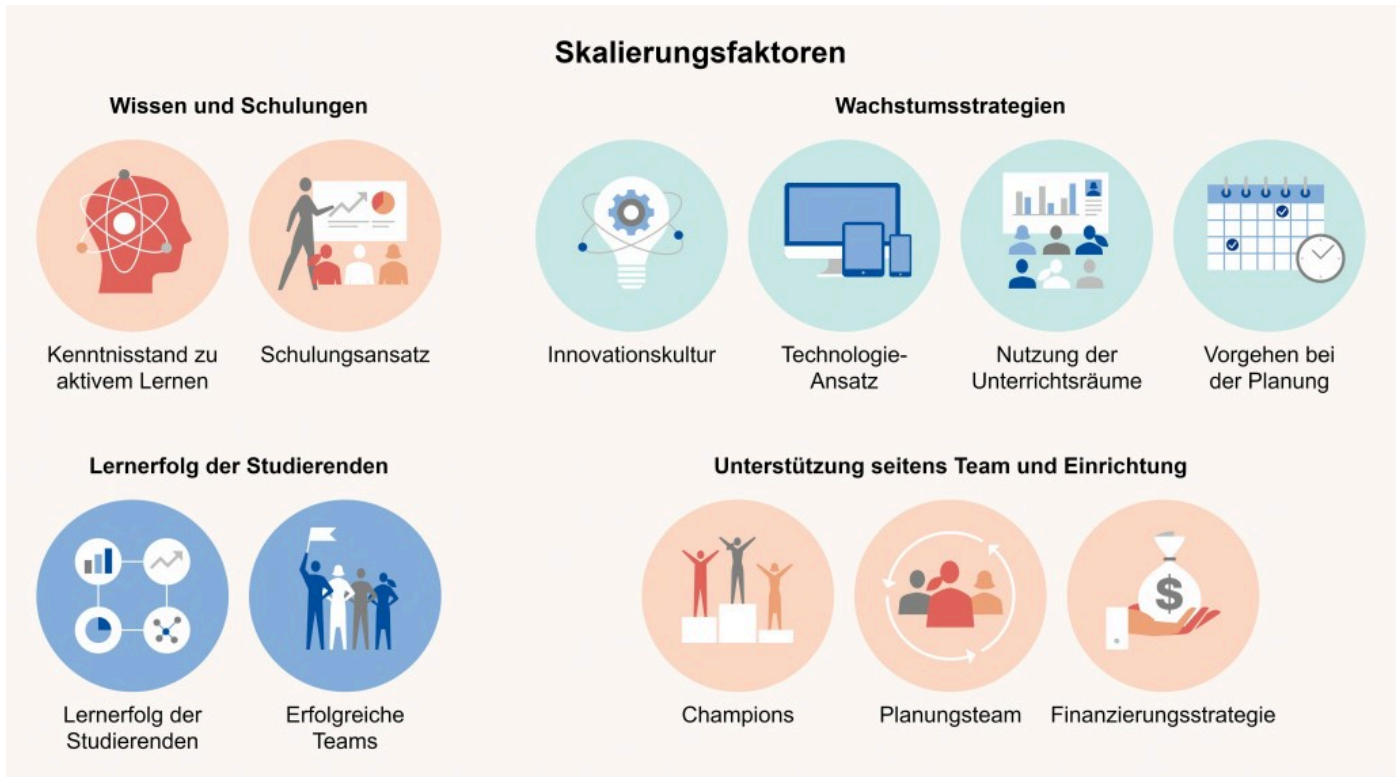 Skalierungsfaktoren
Wissen und Schulungen
Kenntnisstand zu
aktivem Lernen
Schulungsansatz
Wachstumsstrategien
Innovationskultur
Technologie-
Ansatz
Nutzung der
Unterrichtsräume
Vorgehen bei
der Planung
Lernerfolg der Studierenden
Lernerfolg der
Studierenden
Erfolgreiche
Teams
Unterstützung seitens Team und Einrichtung
Champions
Planungsteam
$
Finanzierungsstrategie